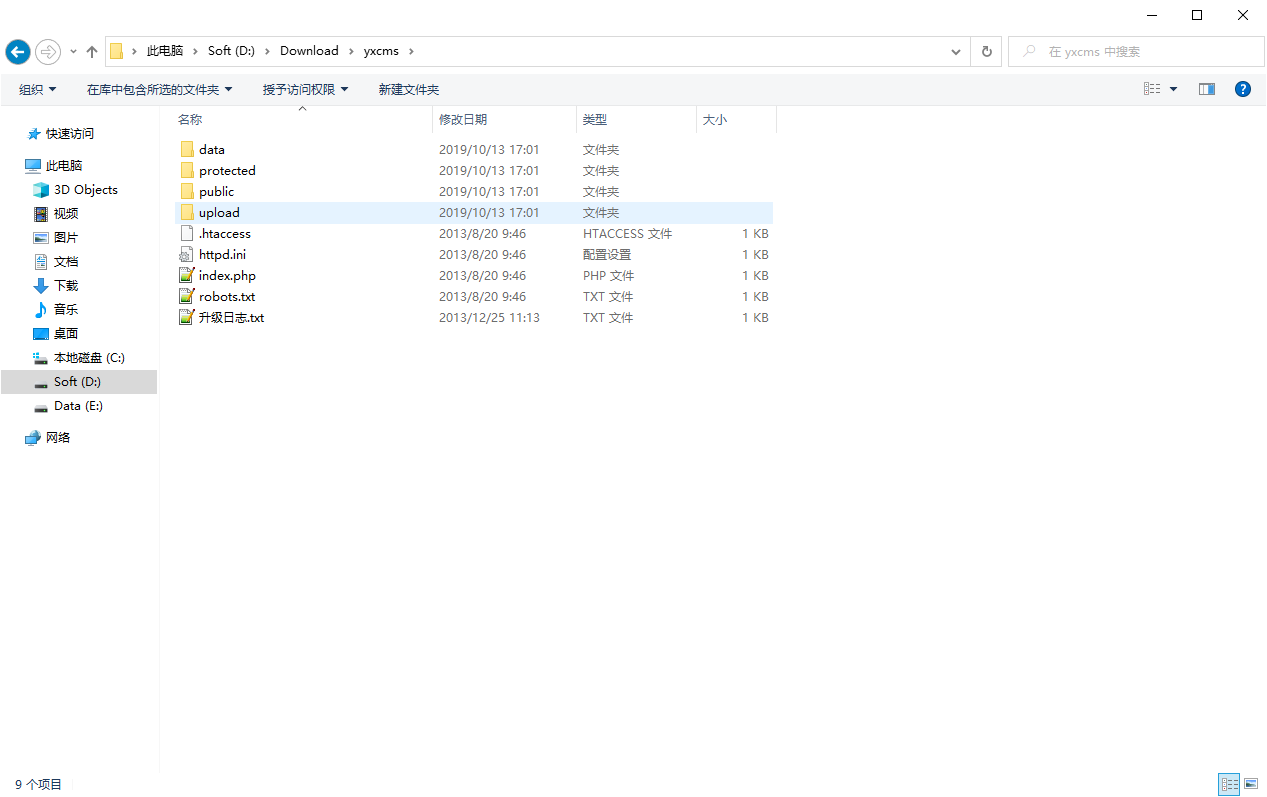 此电脑 › Soft (D:) › Download › yxcms ›
在 yxcms 中搜索
组织 在库中包含所选的文件夹 授予访问权限 新建文件夹
名称 修改日期 类型 大小
快速访问
此电脑
3D Objects
视频
图片
文档
下载
音乐
桌面
本地磁盘 (C:)
Soft (D:)
Data (E:)
网络
data 2019/10/13 17:01 文件夹
protected 2019/10/13 17:01 文件夹
public 2019/10/13 17:01 文件夹
upload 2019/10/13 17:01 文件夹
.htaccess 2013/8/20 9:46 HTACCESS 文件 1 KB
httpd.ini 2013/8/20 9:46 配置设置 1 KB
index.php 2013/8/20 9:46 PHP 文件 1 KB
robots.txt 2013/8/20 9:46 TXT 文件 1 KB
升级日志.txt 2013/12/25 11:13 TXT 文件 1 KB
9 个项目